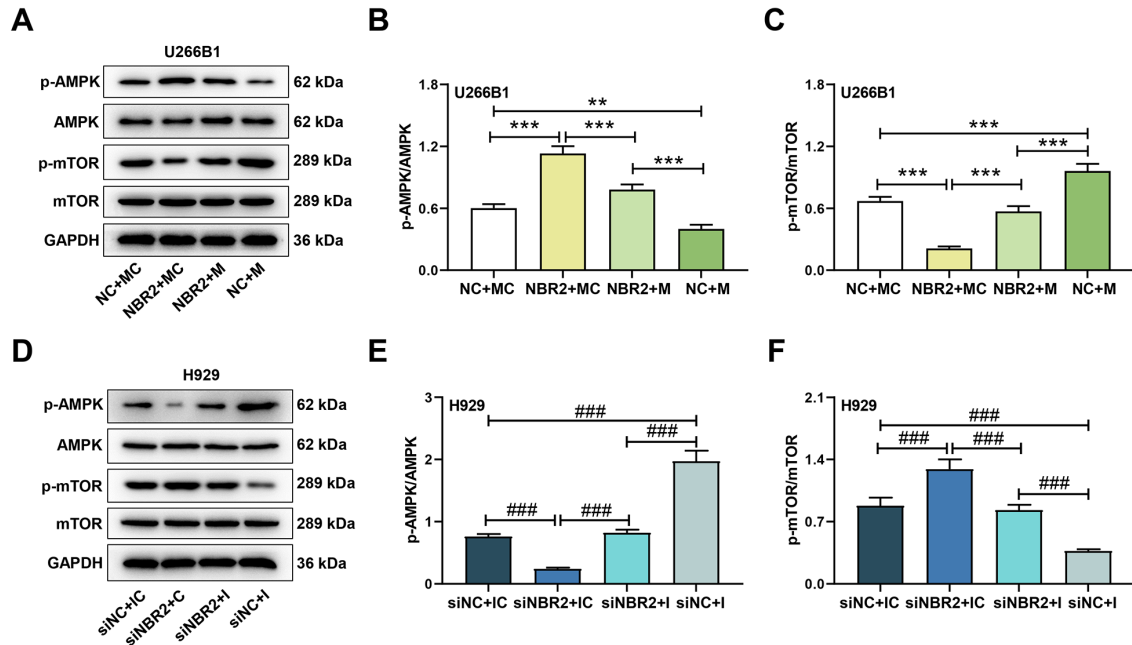 A
U266B1
p-AMPK 62 kDa
AMPK 62 kDa
p-mTOR 289 kDa
mTOR 289 kDa
GAPDH 36 kDa
NC+MC NBR2+MC NBR2+M NC+M
B
U266B1
p-AMPK/AMPK
1.8
1.2
0.6
0.0
**
*** ***
***
NC+MC NBR2+MC NBR2+M NC+M
C
U266B1
p-mTOR/mTOR
1.8
1.2
0.6
0.0
***
***
*** ***
NC+MC NBR2+MC NBR2+M NC+M
D
H929
p-AMPK 62 kDa
AMPK 62 kDa
p-mTOR 289 kDa
mTOR 289 kDa
GAPDH 36 kDa
siNC+IC siNBR2+C siNBR2+I siNC+I
E
H929
p-AMPK/AMPK
3
2
1
0
###
###
### ###
siNC+IC siNBR2+IC siNBR2+I siNC+I
F
H929
p-mTOR/mTOR
2.1
1.4
0.7
0.0
###
### ###
###
siNC+IC siNBR2+IC siNBR2+I siNC+I